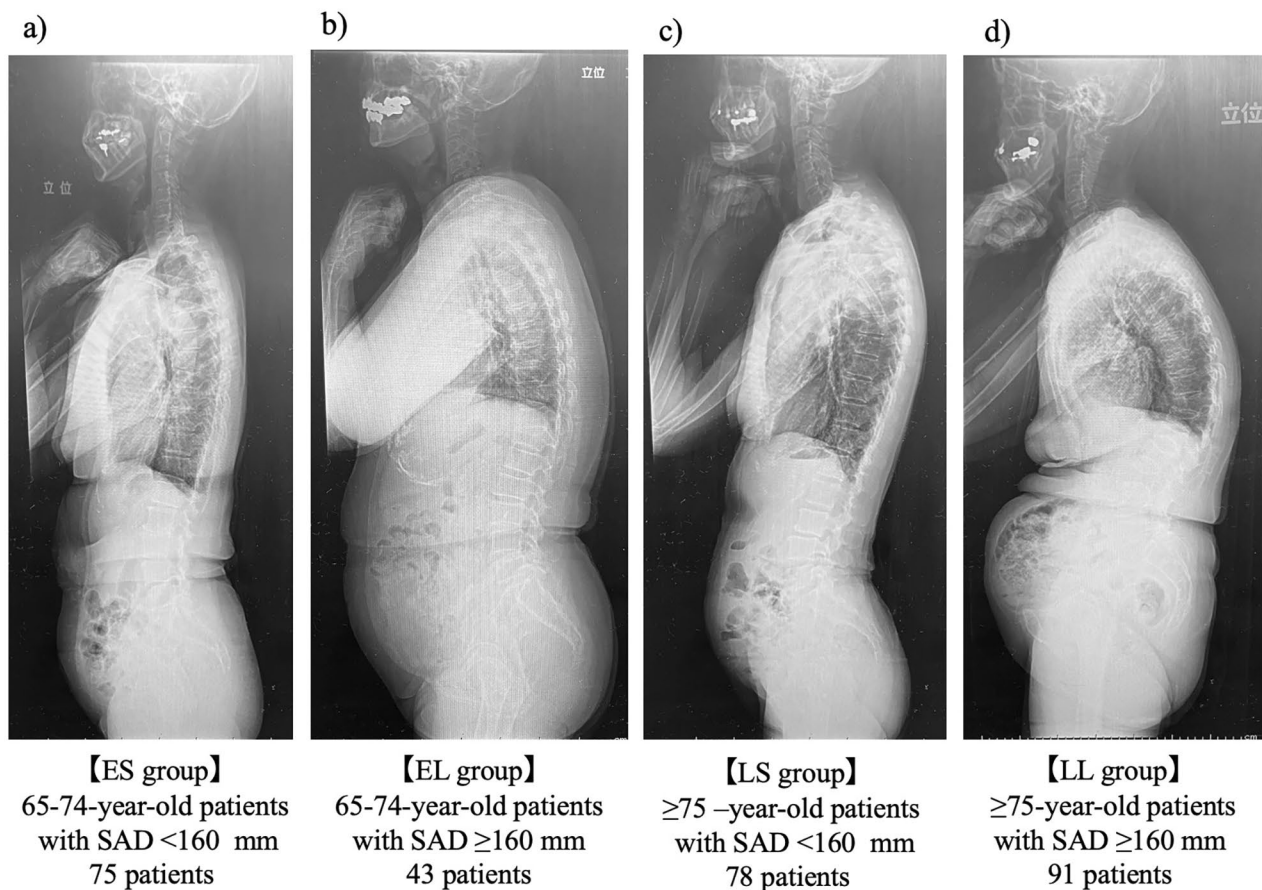 a)
b)
c)
d)
立位
立位
立位
cm
cm
【ES group】
65-74-year-old patients
with SAD <160 mm
75 patients
【EL group】
65-74-year-old patients
with SAD ≥160 mm
43 patients
【LS group】
≥75 –year-old patients
with SAD <160 mm
78 patients
【LL group】
≥75-year-old patients
with SAD ≥160 mm
91 patients